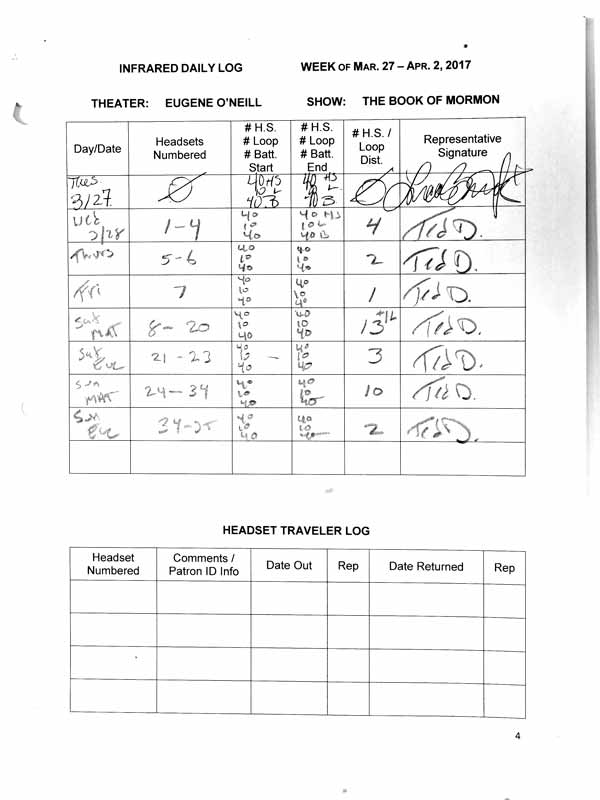 INFRARED DAILY LOG WEEK OF MAR. 27 – APR. 2, 2017
THEATER: EUGENE O'NEILL SHOW: THE BOOK OF MORMON
Day/Date
Headsets
Numbered
# H.S.
# Loop
# Batt.
Start
# H.S.
# Loop
# Batt.
End
# H.S. /
Loop
Dist.
Representative
Signature
Tues
3/27
Ø
40 HS
10 L
40 B
40 HS
10 L
40 B
Ø
Wed
3/28
1-4
40
10
40
40 HS
10 L
40 B
4
Ted D.
Thurs
5-6
40
10
40
40
10
40
2
Ted D.
Fri
7
40
10
40
40
10
40
1
Ted D.
Sat
MAT
8- 20
40
10
40
40
10
40
13 +1L
Ted D.
Sat
Eve
21 - 23
40
10 -
40
40
10
40
3
Ted D.
Sun
MAT
24-34
40
10
40
40
10
40
10
Ted D.
Sun
Eve
34-35
40
10
40
40
10
40
2
Ted D.
HEADSET TRAVELER LOG
Headset
Numbered
Comments /
Patron ID Info
Date Out
Rep
Date Returned
Rep
4